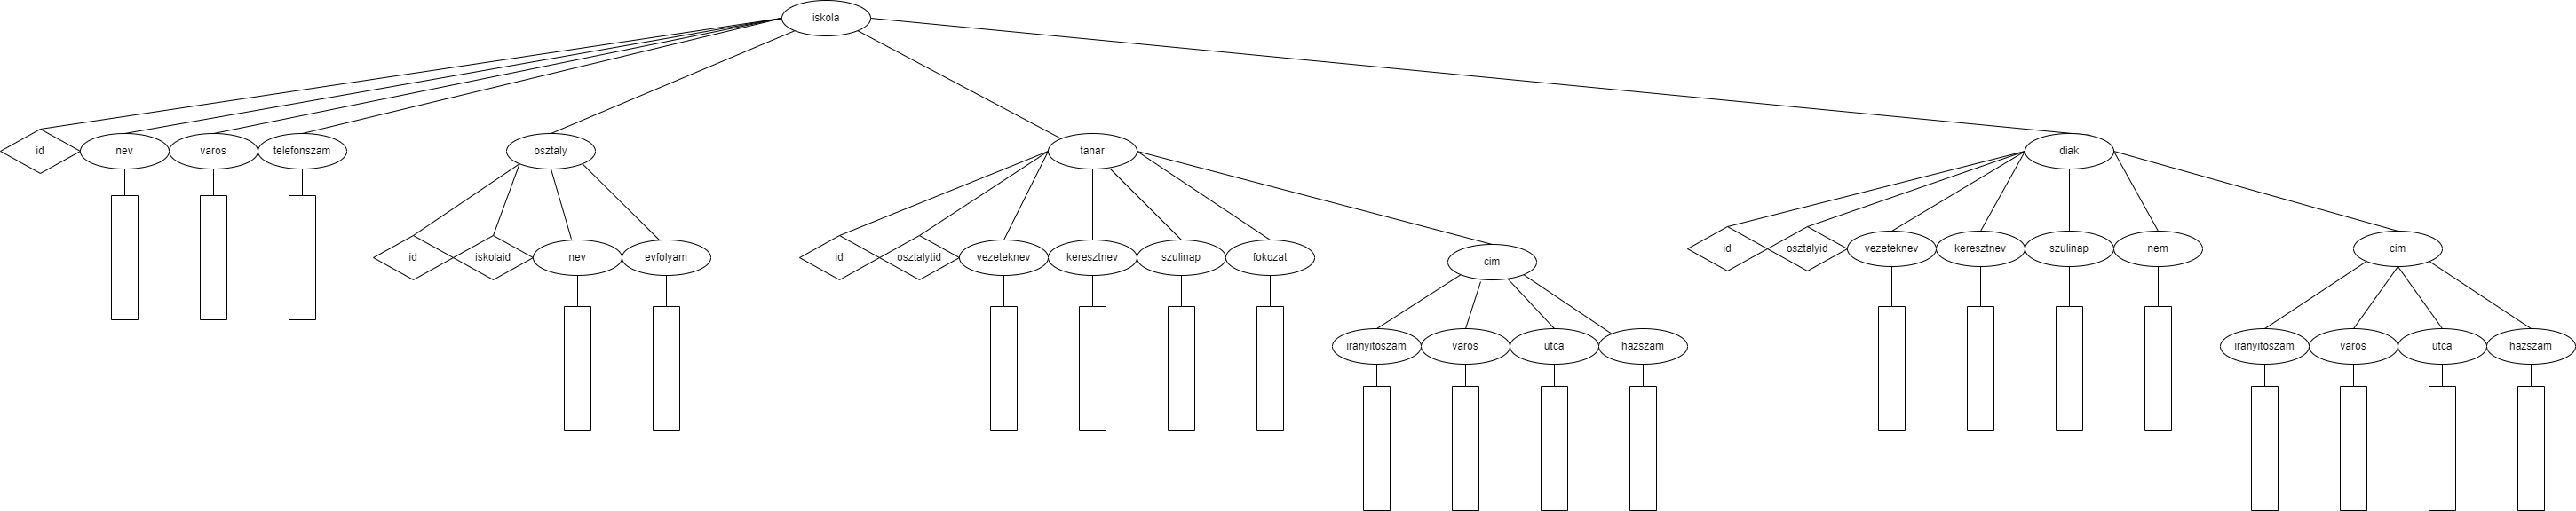 iskola
id
nev
varos
telefonszam
osztaly
tanar
diak
id
iskolaid
nev
evfolyam
id
osztalytid
vezeteknev
keresztnev
szulinap
fokozat
cim
id
osztalyid
vezeteknev
keresztnev
szulinap
nem
cim
iranyitoszam
varos
utca
hazszam
iranyitoszam
varos
utca
hazszam